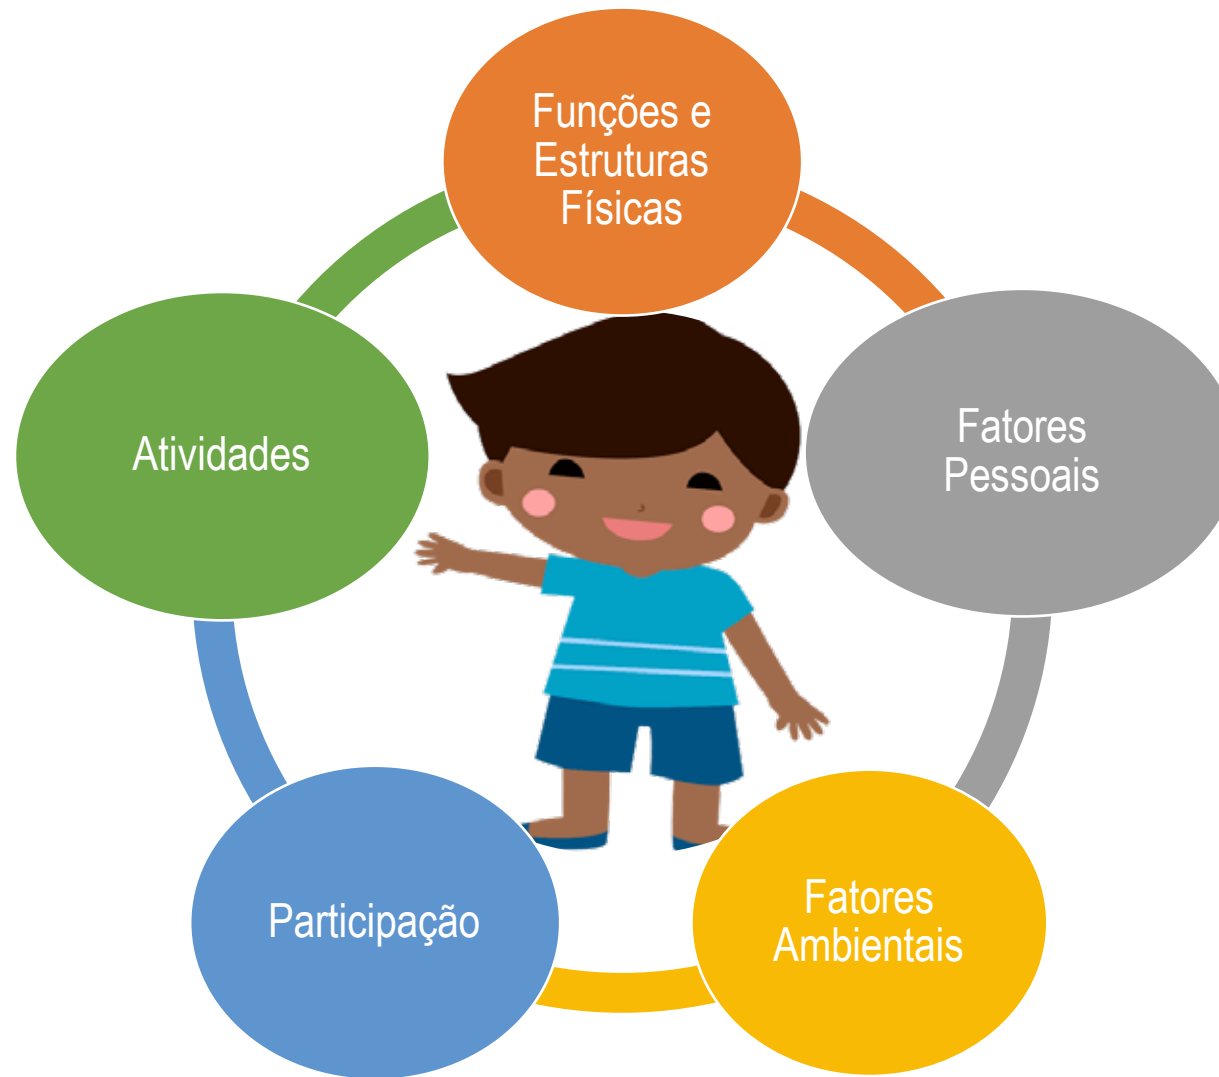 Funções e
Estruturas
Físicas
Fatores
Pessoais
Atividades
Fatores
Ambientais
Participação